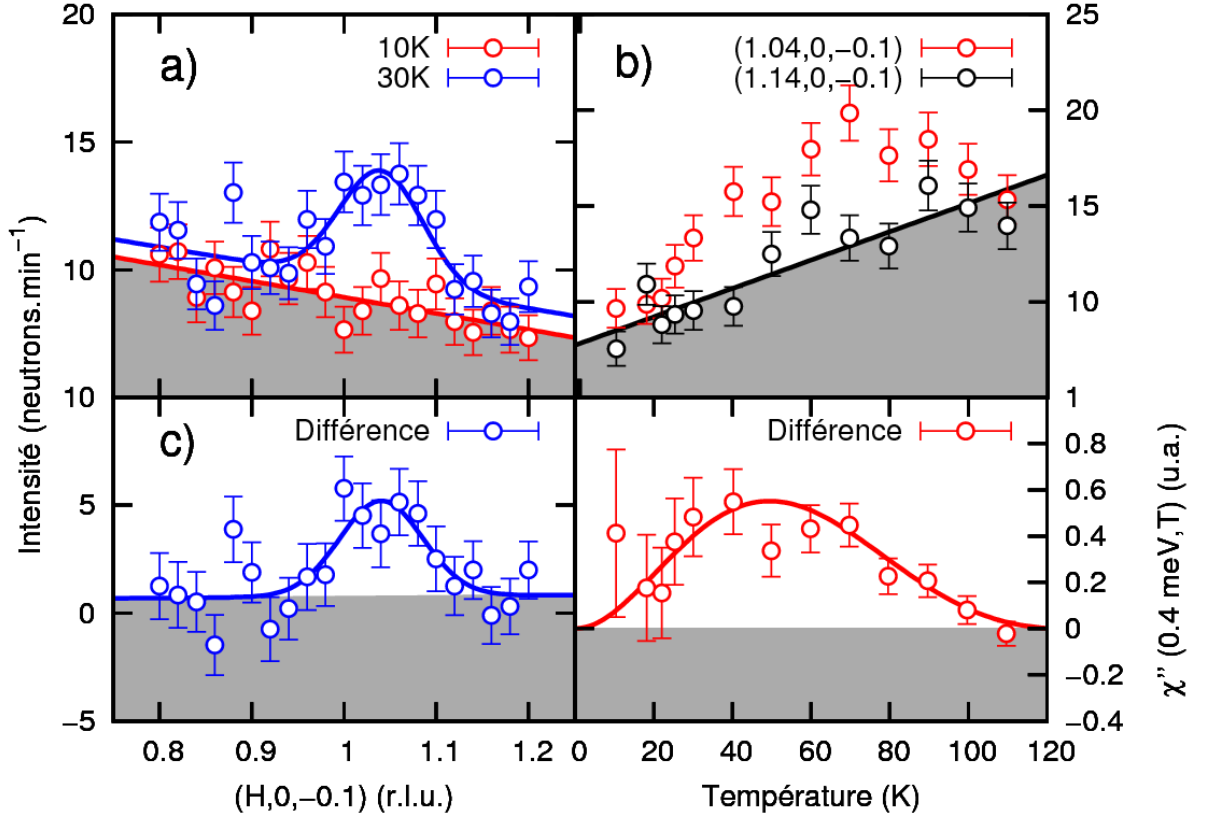 20
15
10
10
5
0
−5
25
20
15
10
1
0.8
0.6
0.4
0.2
0
−0.2
−0.4
a)
10K
30K
b)
(1.04,0,−0.1)
(1.14,0,−0.1)
c)
Différence
Différence
Intensité (neutrons.min⁻¹)
χ’’ (0.4 meV,T) (u.a.)
0.8 0.9 1 1.1 1.2
0 20 40 60 80 100 120
(H,0,−0.1) (r.l.u.)
Température (K)